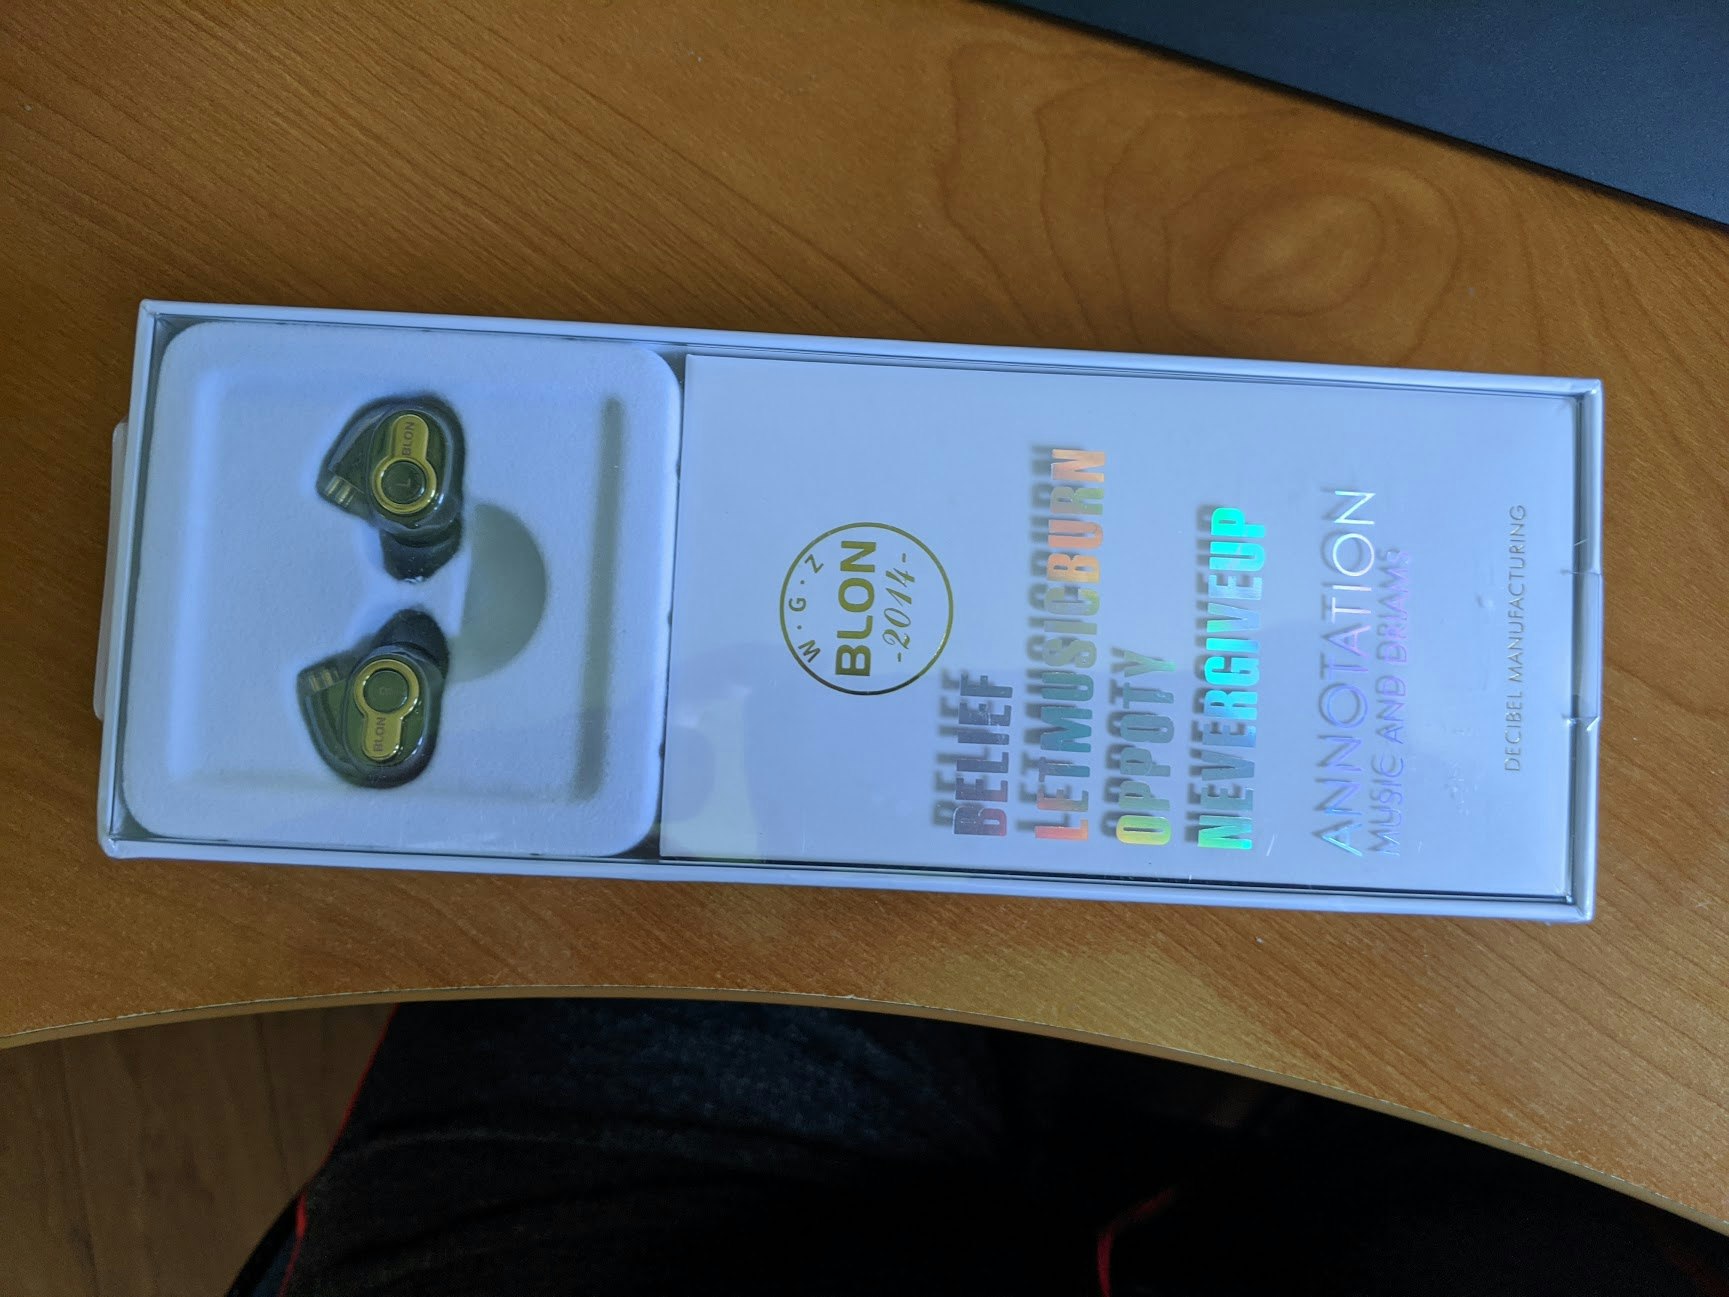 BLON
L
BLON
W.G.Z
BLON
-2014-
BELIEF
LETMUSICBURN
OPPOTY
NEVERGIVEUP
ANNOTATION
MUSIC AND DRIAMS
DECIBEL MANUFACTURING